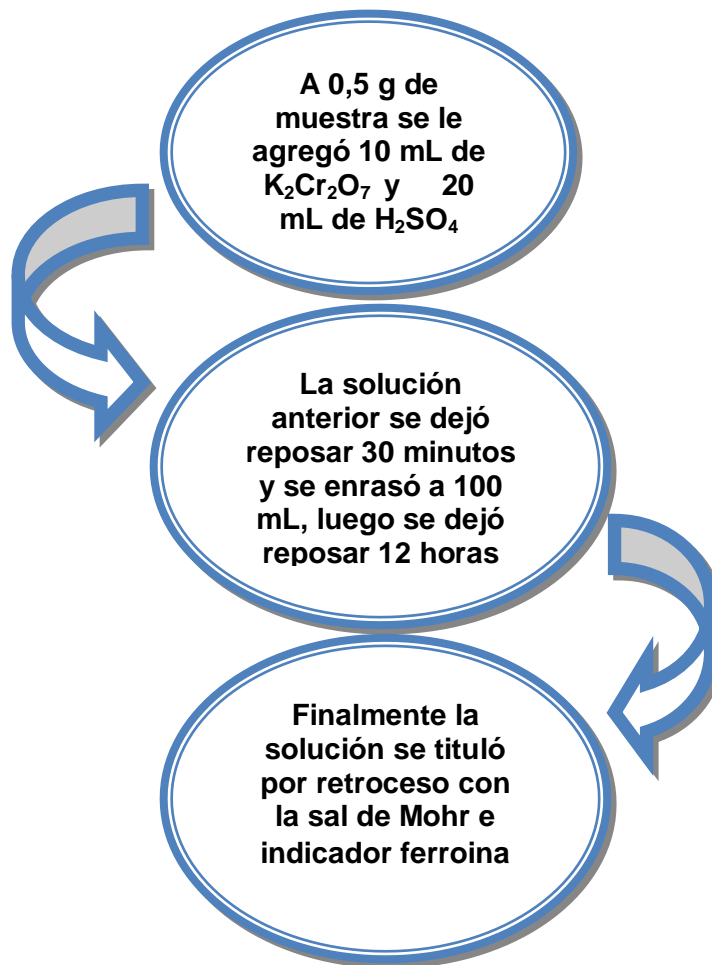 A 0,5 g de
muestra se le
agregó 10 mL de
K₂Cr₂O₇ y 20
mL de H₂SO₄
La solución
anterior se dejó
reposar 30 minutos
y se enrasó a 100
mL, luego se dejó
reposar 12 horas
Finalmente la
solución se tituló
por retroceso con
la sal de Mohr e
indicador ferroina